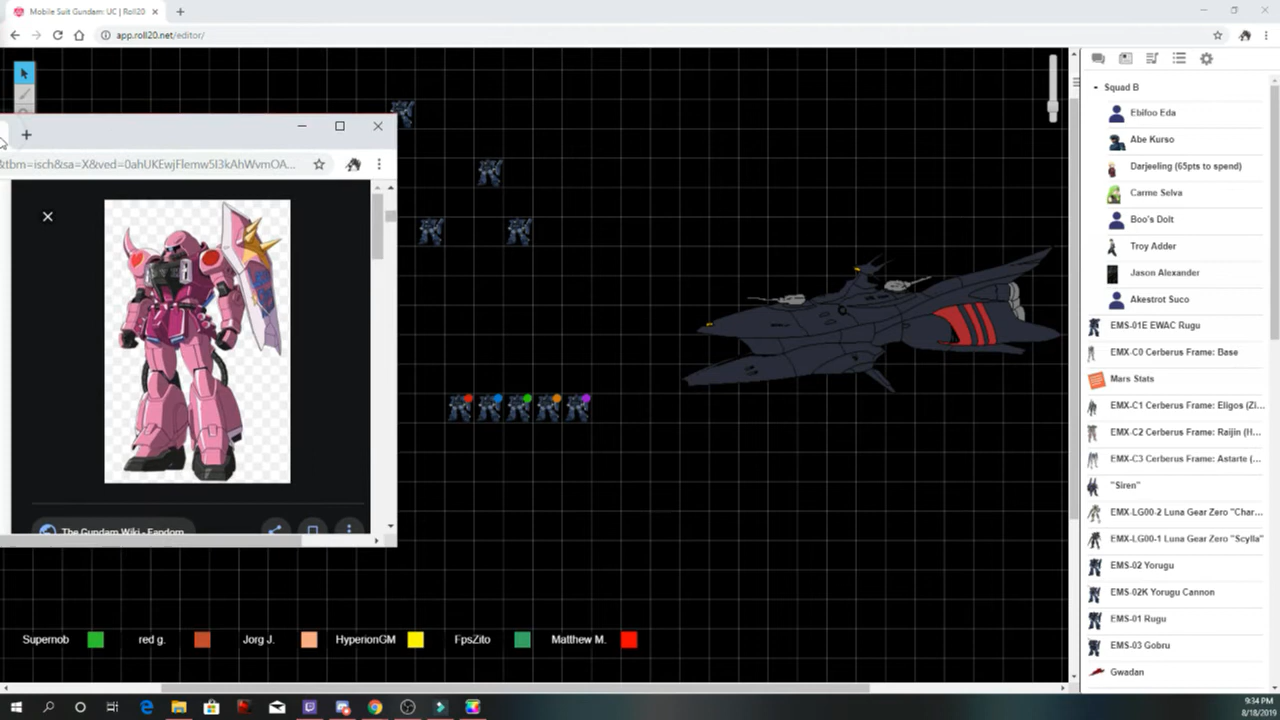 Mobile Suit Gundam: UC | Roll20
app.roll20.net/editor/
&tbm=isch&sa=X&ved=0ahUKEwjFlemw5I3kAhWvmOA...
The Gundam Wiki - Fandom
Squad B
Ebifoo Eda
Abe Kurso
Darjeeling (65pts to spend)
Carme Selva
Boo's Dolt
Troy Adder
Jason Alexander
Akestrot Suco
EMS-01E EWAC Rugu
EMX-C0 Cerberus Frame: Base
Mars Stats
EMX-C1 Cerberus Frame: Eligos (Zi...
EMX-C2 Cerberus Frame: Raijin (H...
EMX-C3 Cerberus Frame: Astarte (...
"Siren"
EMX-LG00-2 Luna Gear Zero "Char...
EMX-LG00-1 Luna Gear Zero "Scylla"
EMS-02 Yorugu
EMS-02K Yorugu Cannon
EMS-01 Rugu
EMS-03 Gobru
Gwadan
Supernob
red g.
Jorg J.
HyperionGM
FpsZito
Matthew M.
9:34 PM
8/18/2019